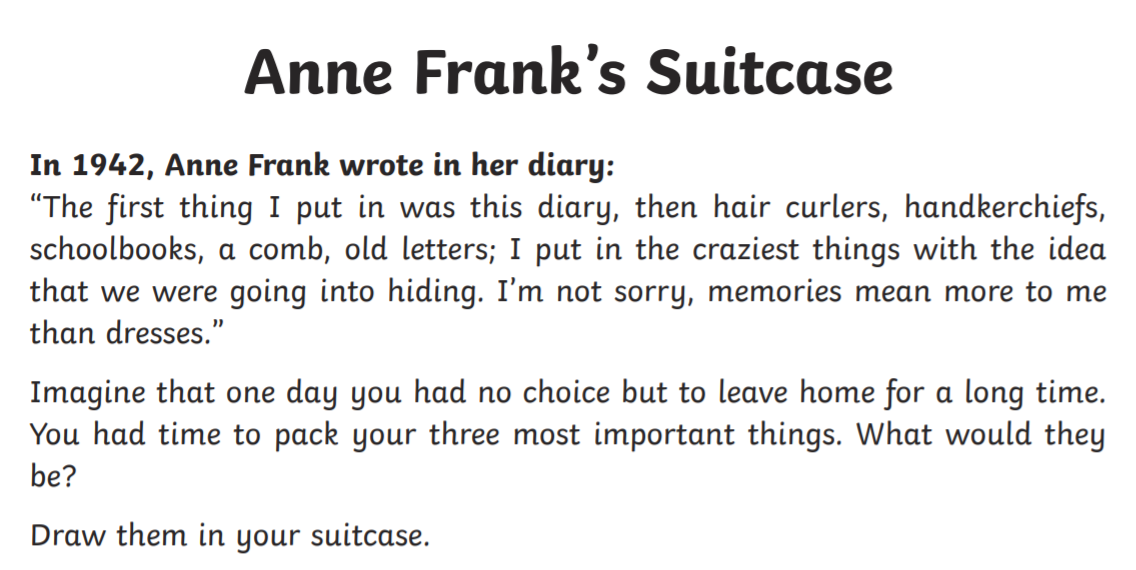 Anne Frank’s Suitcase
In 1942, Anne Frank wrote in her diary:
“The first thing I put in was this diary, then hair curlers, handkerchiefs,
schoolbooks, a comb, old letters; I put in the craziest things with the idea
that we were going into hiding. I’m not sorry, memories mean more to me
than dresses.”
Imagine that one day you had no choice but to leave home for a long time.
You had time to pack your three most important things. What would they
be?
Draw them in your suitcase.